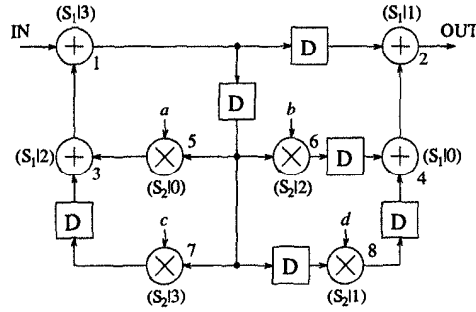 (S₁|3) (S₁|1)
IN + D + OUT
1 2
D
a b
(S₁|2) + 5 6 D + (S₁|0)
3 × × 4
(S₂|0) (S₂|2)
D c d D
7 8
× D ×
(S₂|3) (S₂|1)